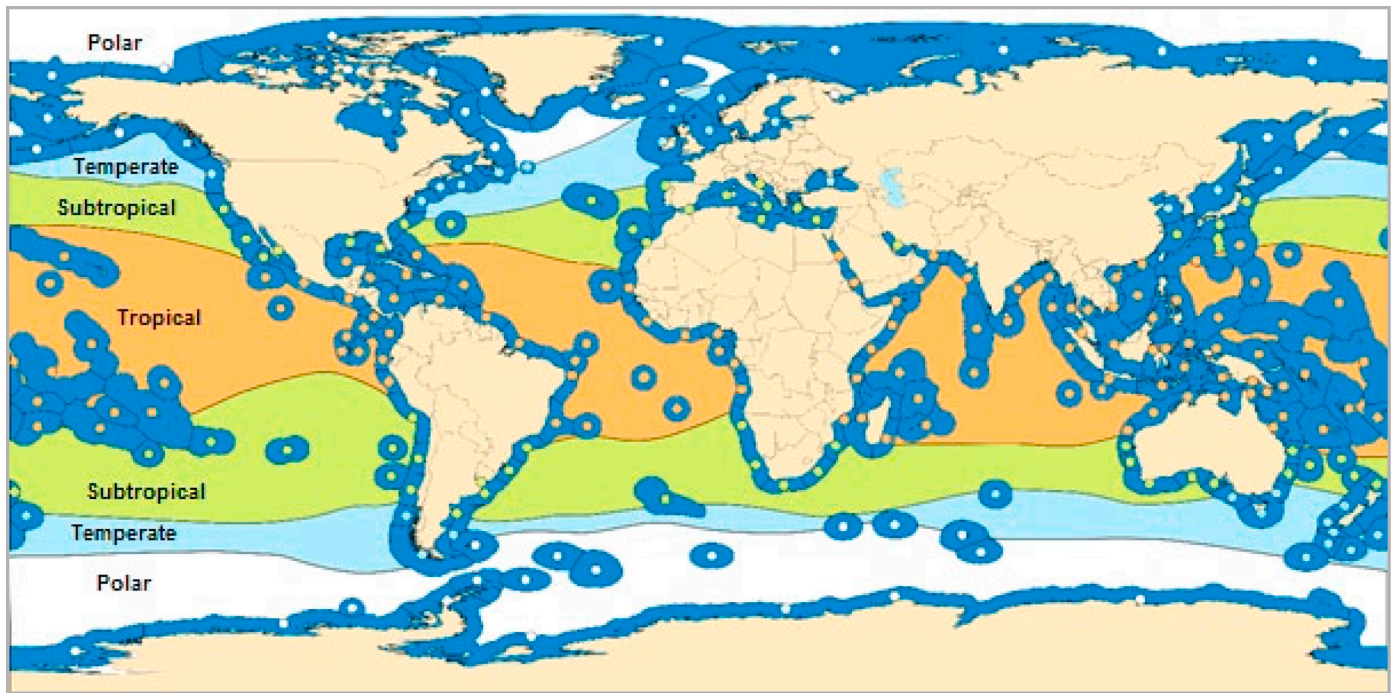 Polar
Temperate
Subtropical
Tropical
Subtropical
Temperate
Polar